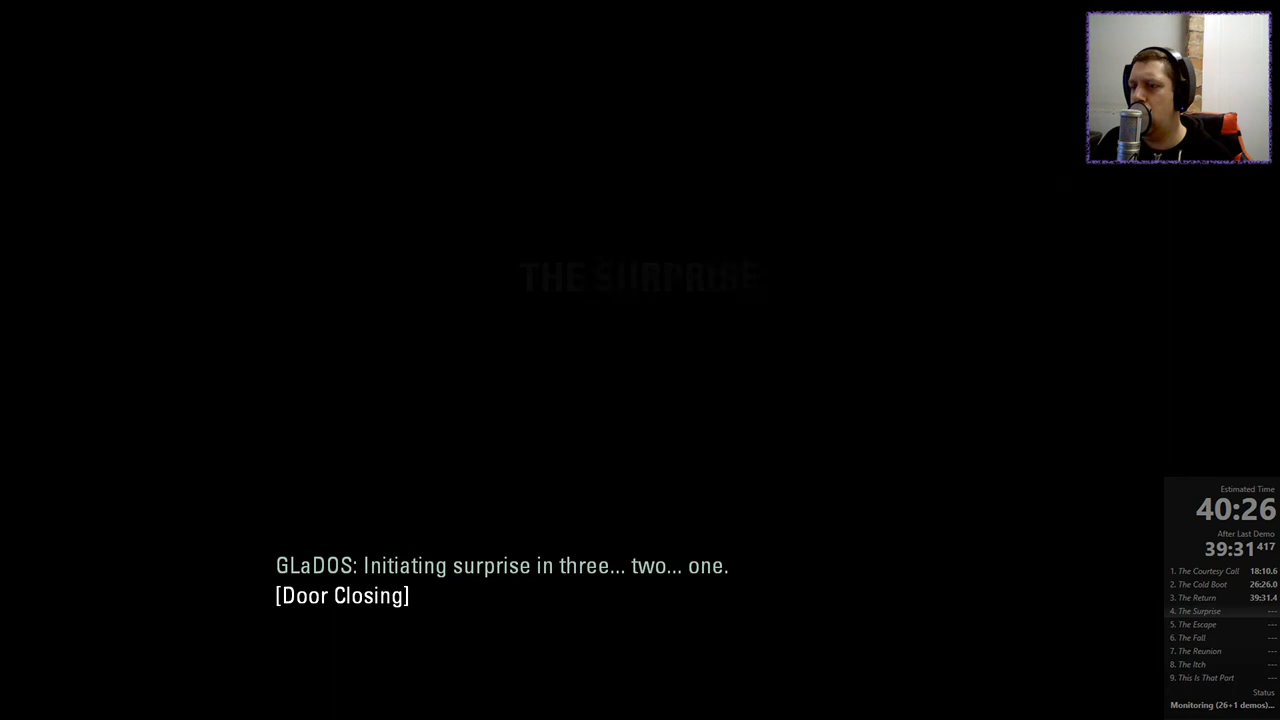 THE SURPRISE
GLaDOS: Initiating surprise in three... two... one.
[Door Closing]
Estimated Time
40:26
After Last Demo
39:31 417
1. The Courtesy Call 18:10.6
2. The Cold Boot 26:26.0
3. The Return 39:31.4
4. The Surprise ---
5. The Escape ---
6. The Fall ---
7. The Reunion ---
8. The Itch ---
9. This Is That Part ---
Status
Monitoring (26+1 demos)...